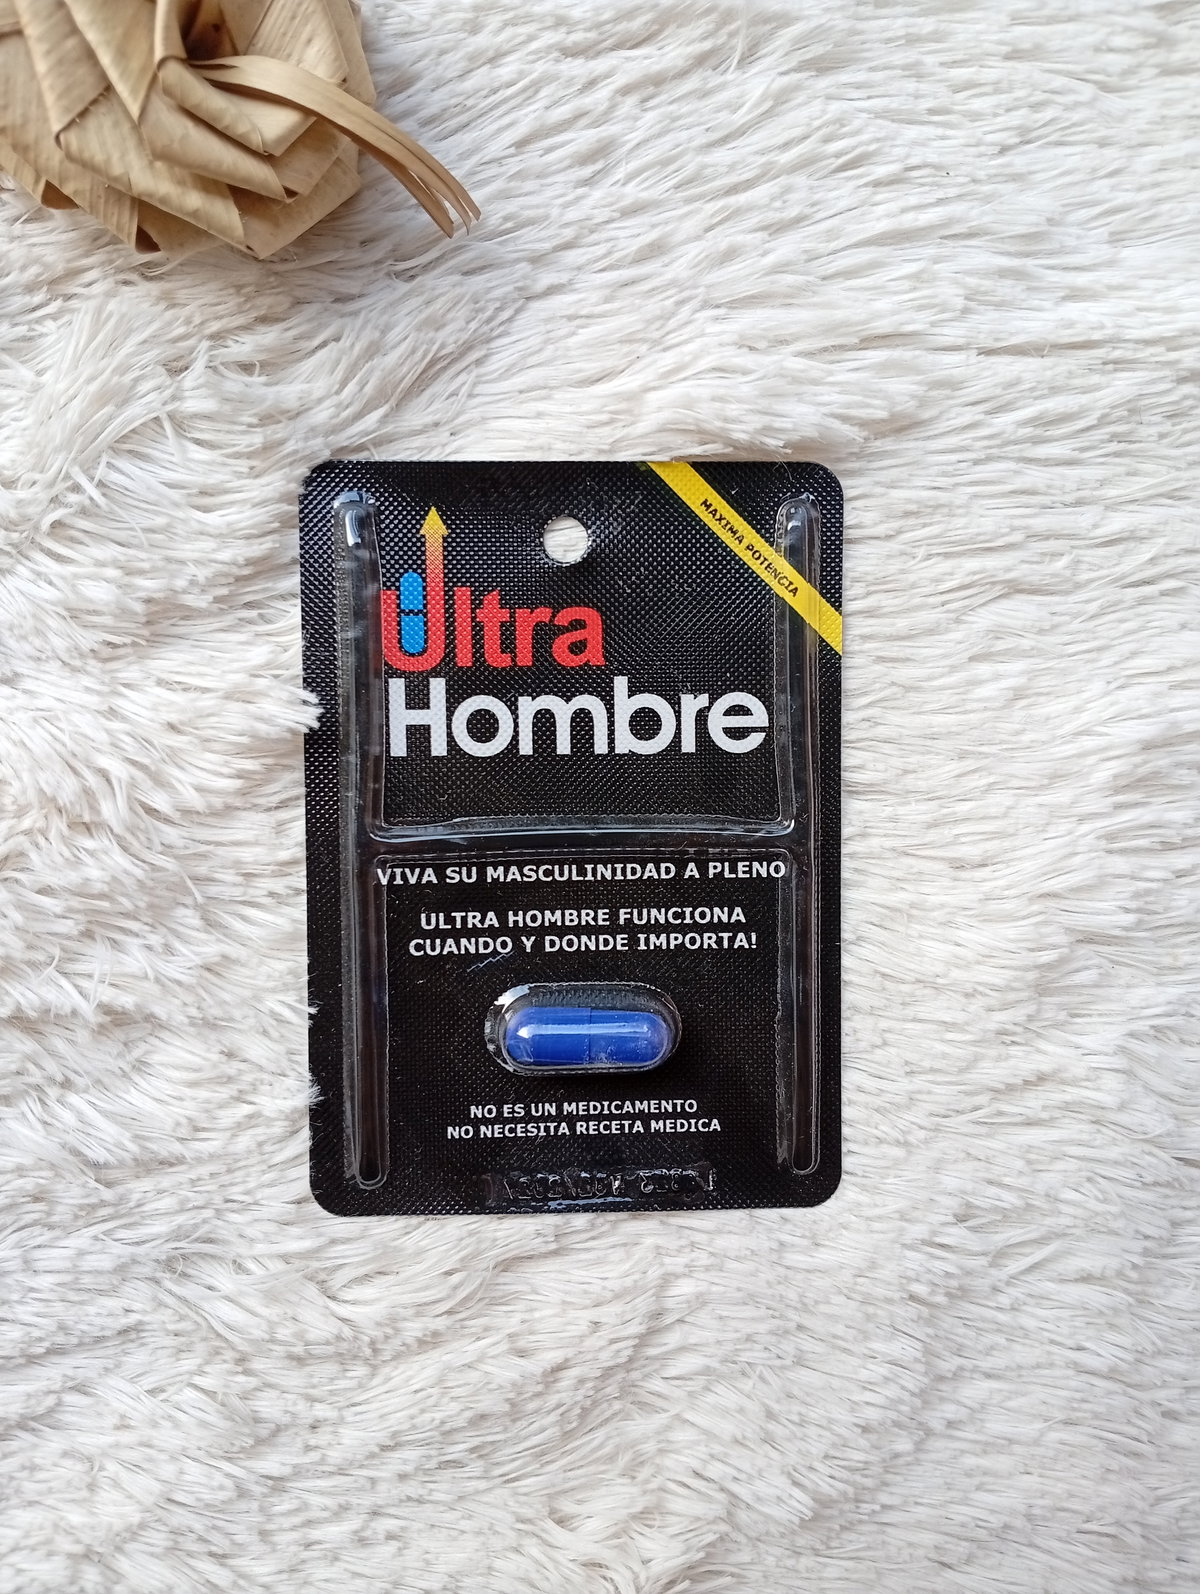 MAXIMA POTENCIA
Ultra
Hombre
VIVA SU MASCULINIDAD A PLENO
ULTRA HOMBRE FUNCIONA
CUANDO Y DONDE IMPORTA!
NO ES UN MEDICAMENTO
NO NECESITA RECETA MEDICA